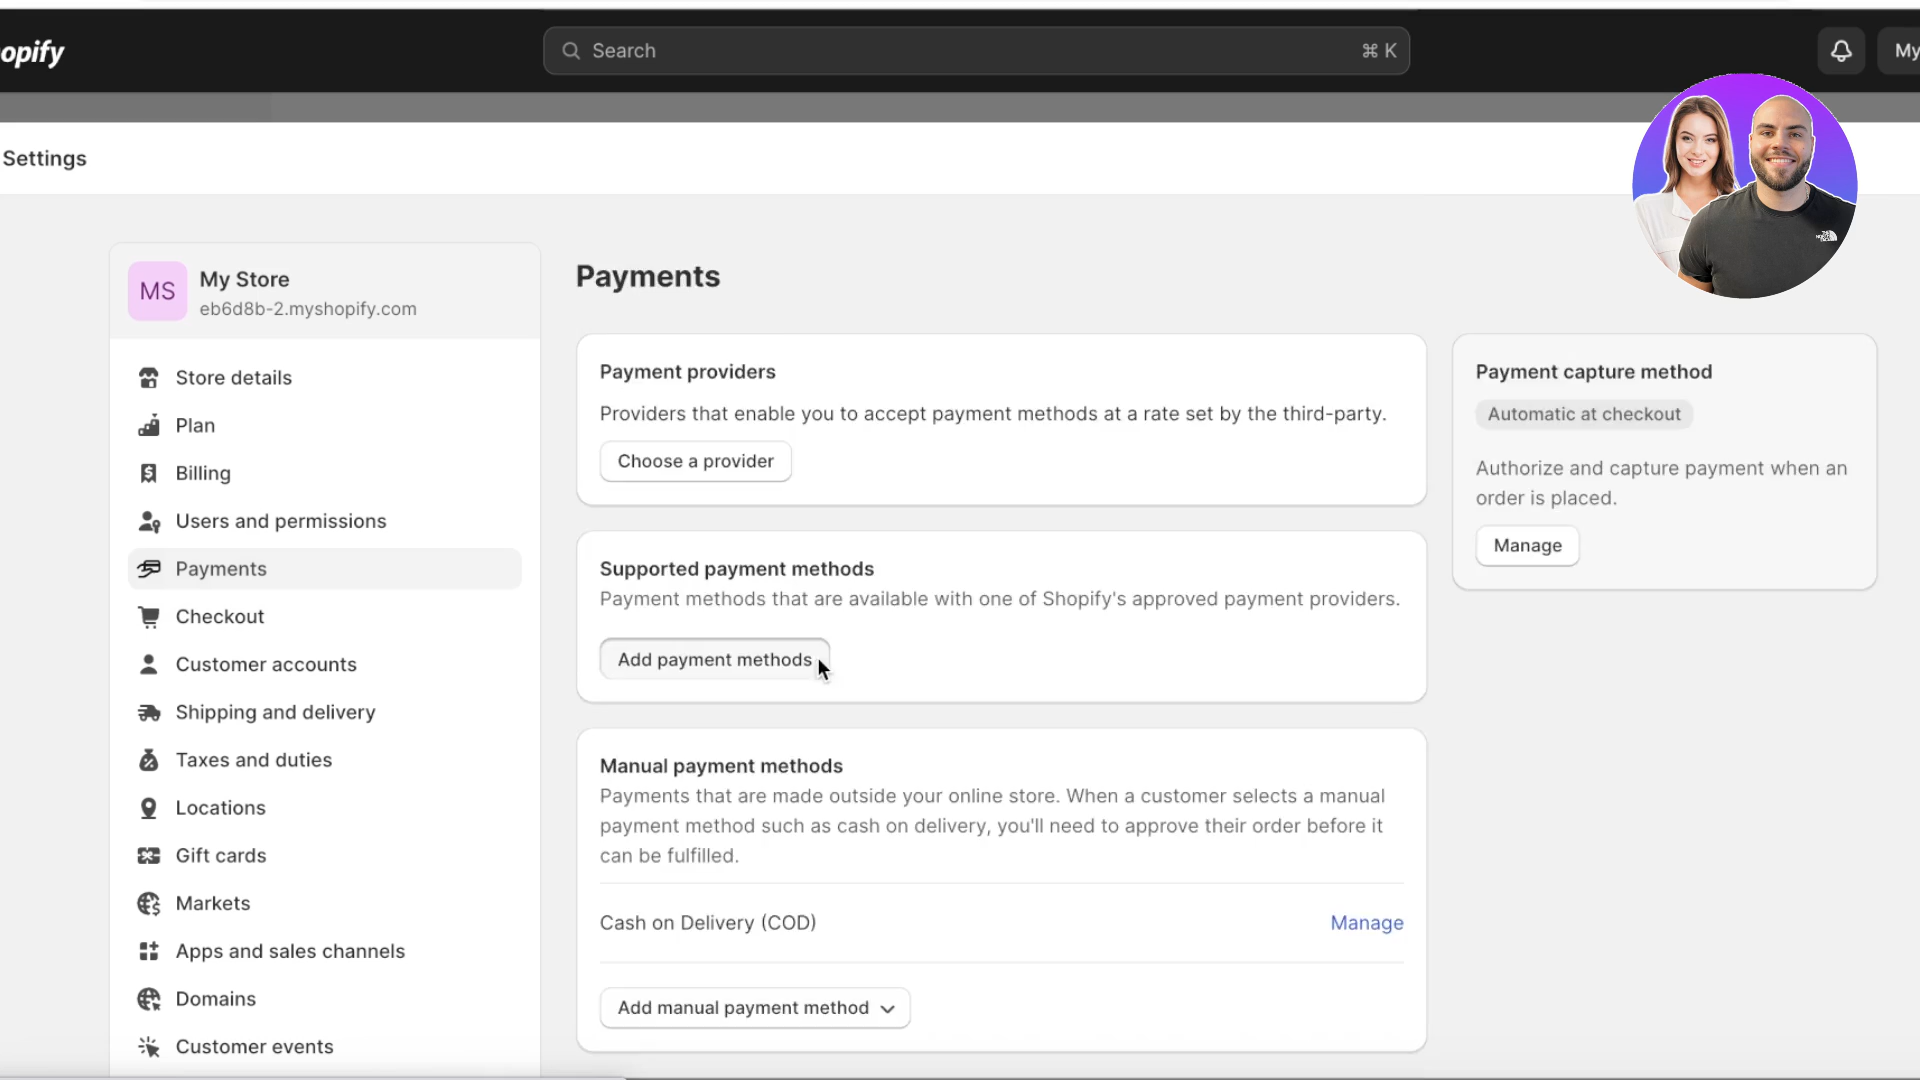 opify
Search
⌘ K
My
Settings
MS
My Store
eb6d8b-2.myshopify.com
Store details
Plan
Billing
Users and permissions
Payments
Checkout
Customer accounts
Shipping and delivery
Taxes and duties
Locations
Gift cards
Markets
Apps and sales channels
Domains
Customer events
Payments
Payment providers
Providers that enable you to accept payment methods at a rate set by the third-party.
Choose a provider
Supported payment methods
Payment methods that are available with one of Shopify's approved payment providers.
Add payment methods
Manual payment methods
Payments that are made outside your online store. When a customer selects a manual
payment method such as cash on delivery, you'll need to approve their order before it
can be fulfilled.
Cash on Delivery (COD)
Manage
Add manual payment method
Payment capture method
Automatic at checkout
Authorize and capture payment when an
order is placed.
Manage